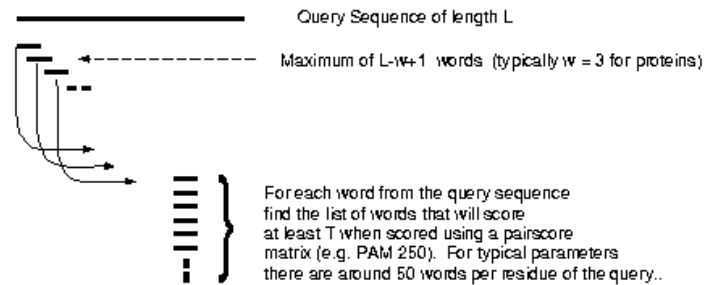 Query Sequence of length L
Maximum of L-w+1 words (typically w = 3 for proteins)
For each word from the query sequence
find the list of words that will score
at least T when scored using a pairscore
matrix (e.g. PAM 250). For typical parameters
there are around 50 words per residue of the query..